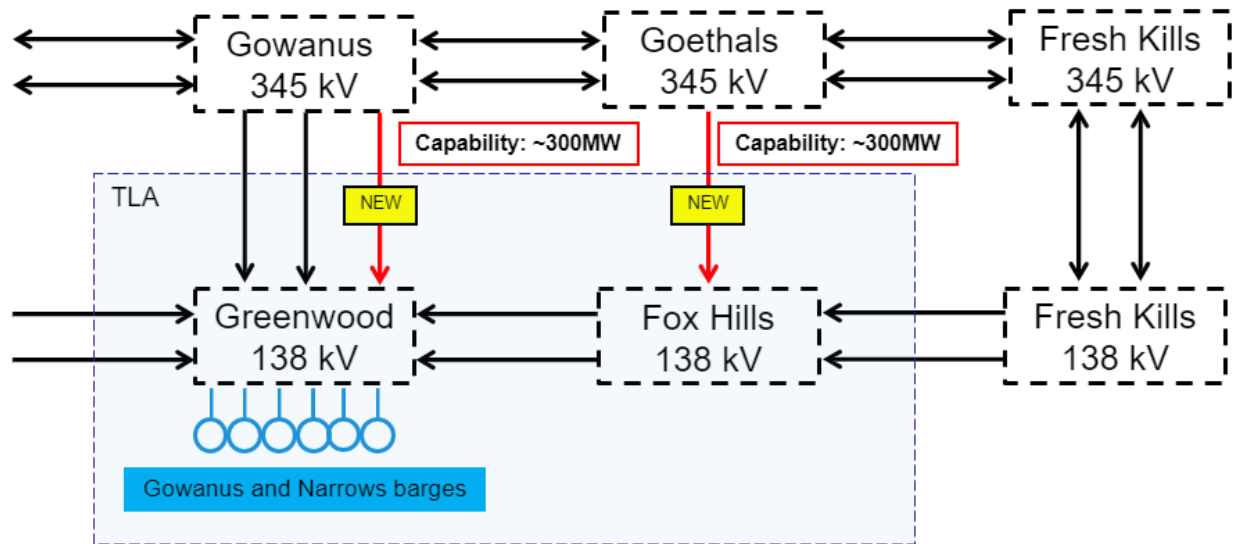 Gowanus
345 kV
Goethals
345 kV
Fresh Kills
345 kV
Capability: ~300MW
Capability: ~300MW
TLA
NEW
NEW
Greenwood
138 kV
Fox Hills
138 kV
Fresh Kills
138 kV
Gowanus and Narrows barges